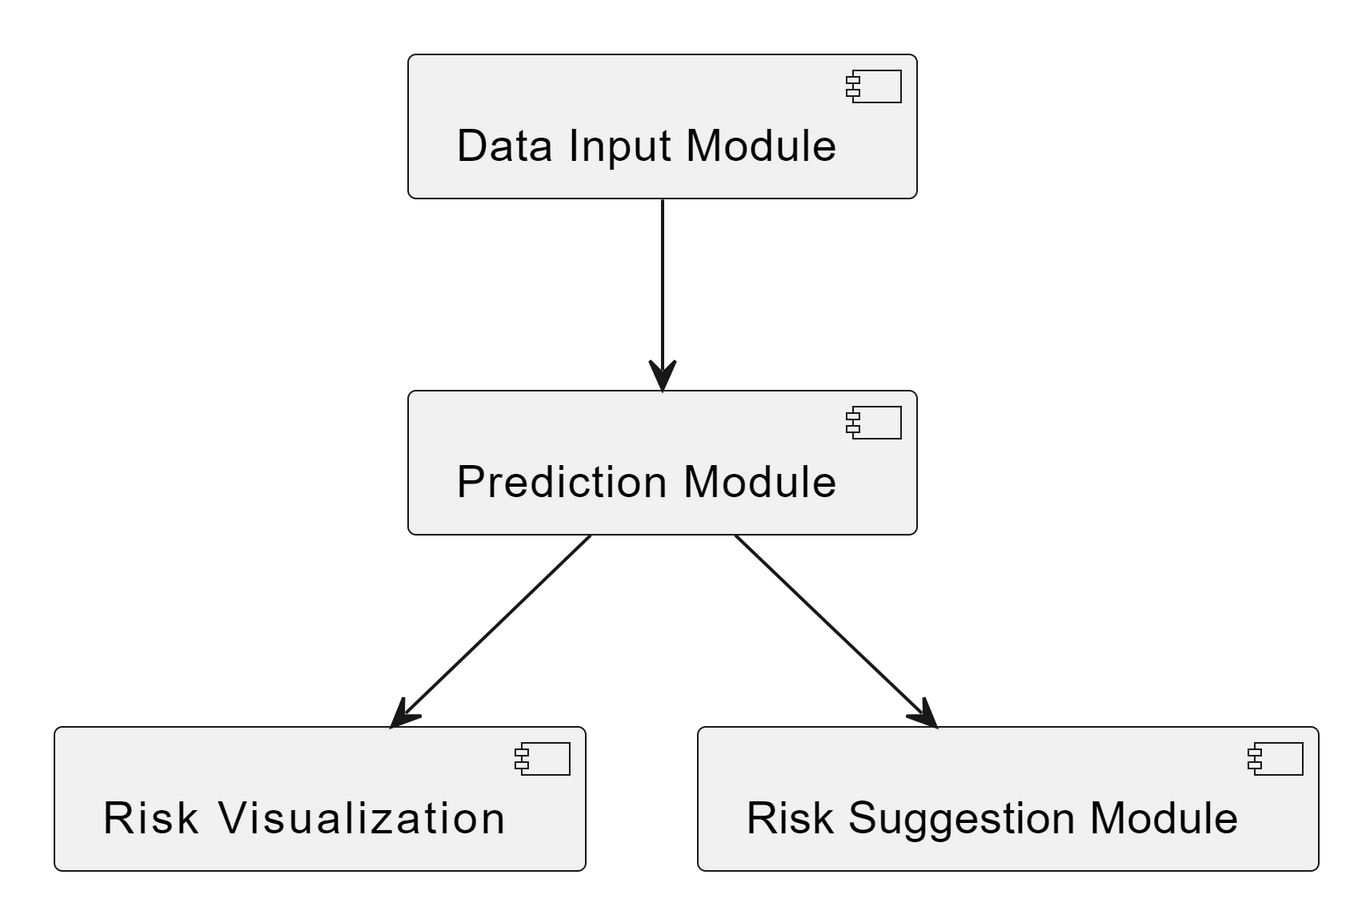 Data Input Module
Prediction Module
Risk Visualization
Risk Suggestion Module